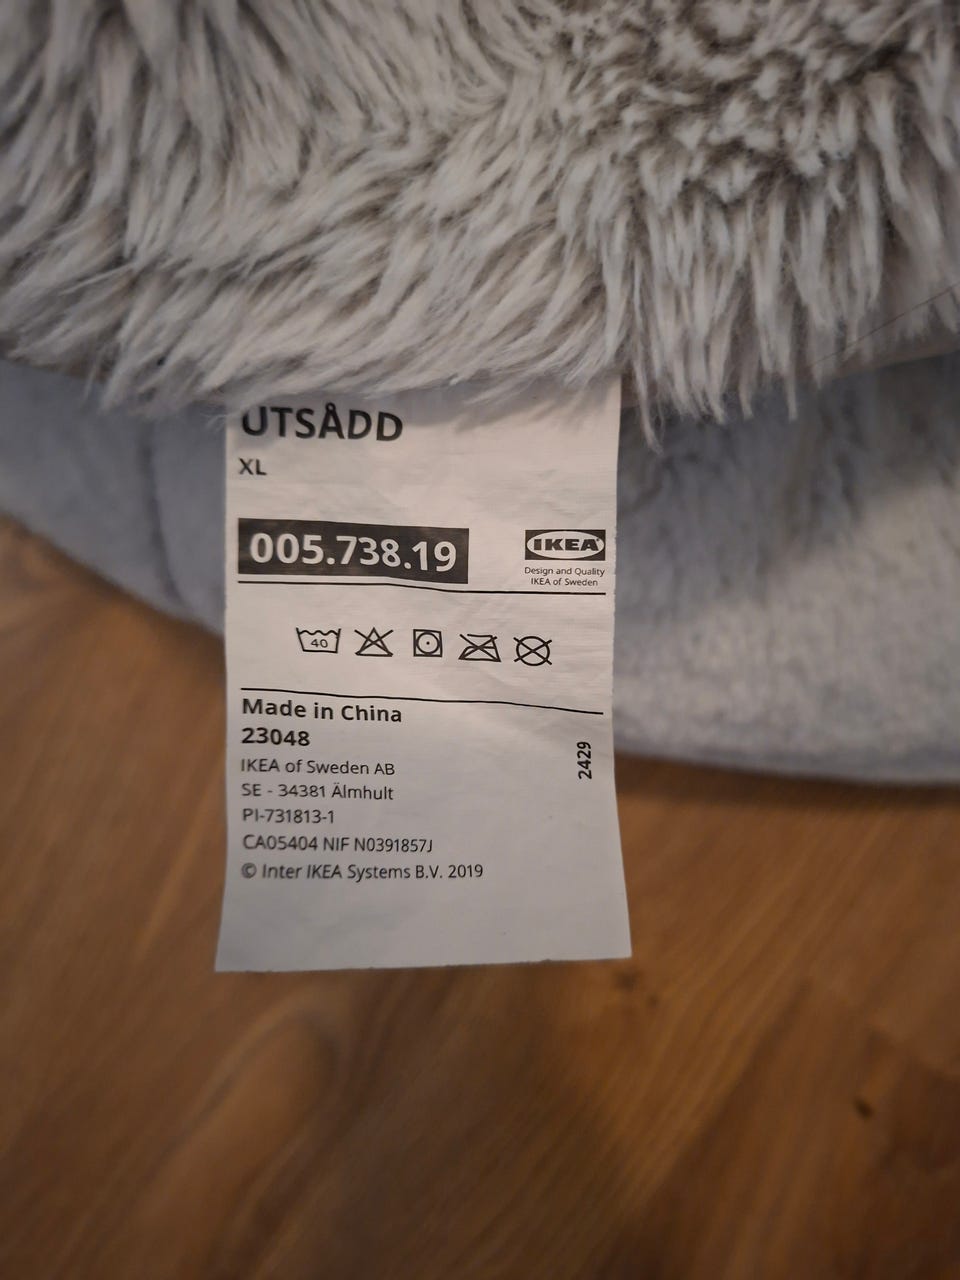 UTSÅDD
XL
005.738.19
IKEA
Design and Quality
IKEA of Sweden
40
Made in China
23048
IKEA of Sweden AB
SE - 34381 Älmhult
PI-731813-1
CA05404 NIF N0391857J
© Inter IKEA Systems B.V. 2019
2429